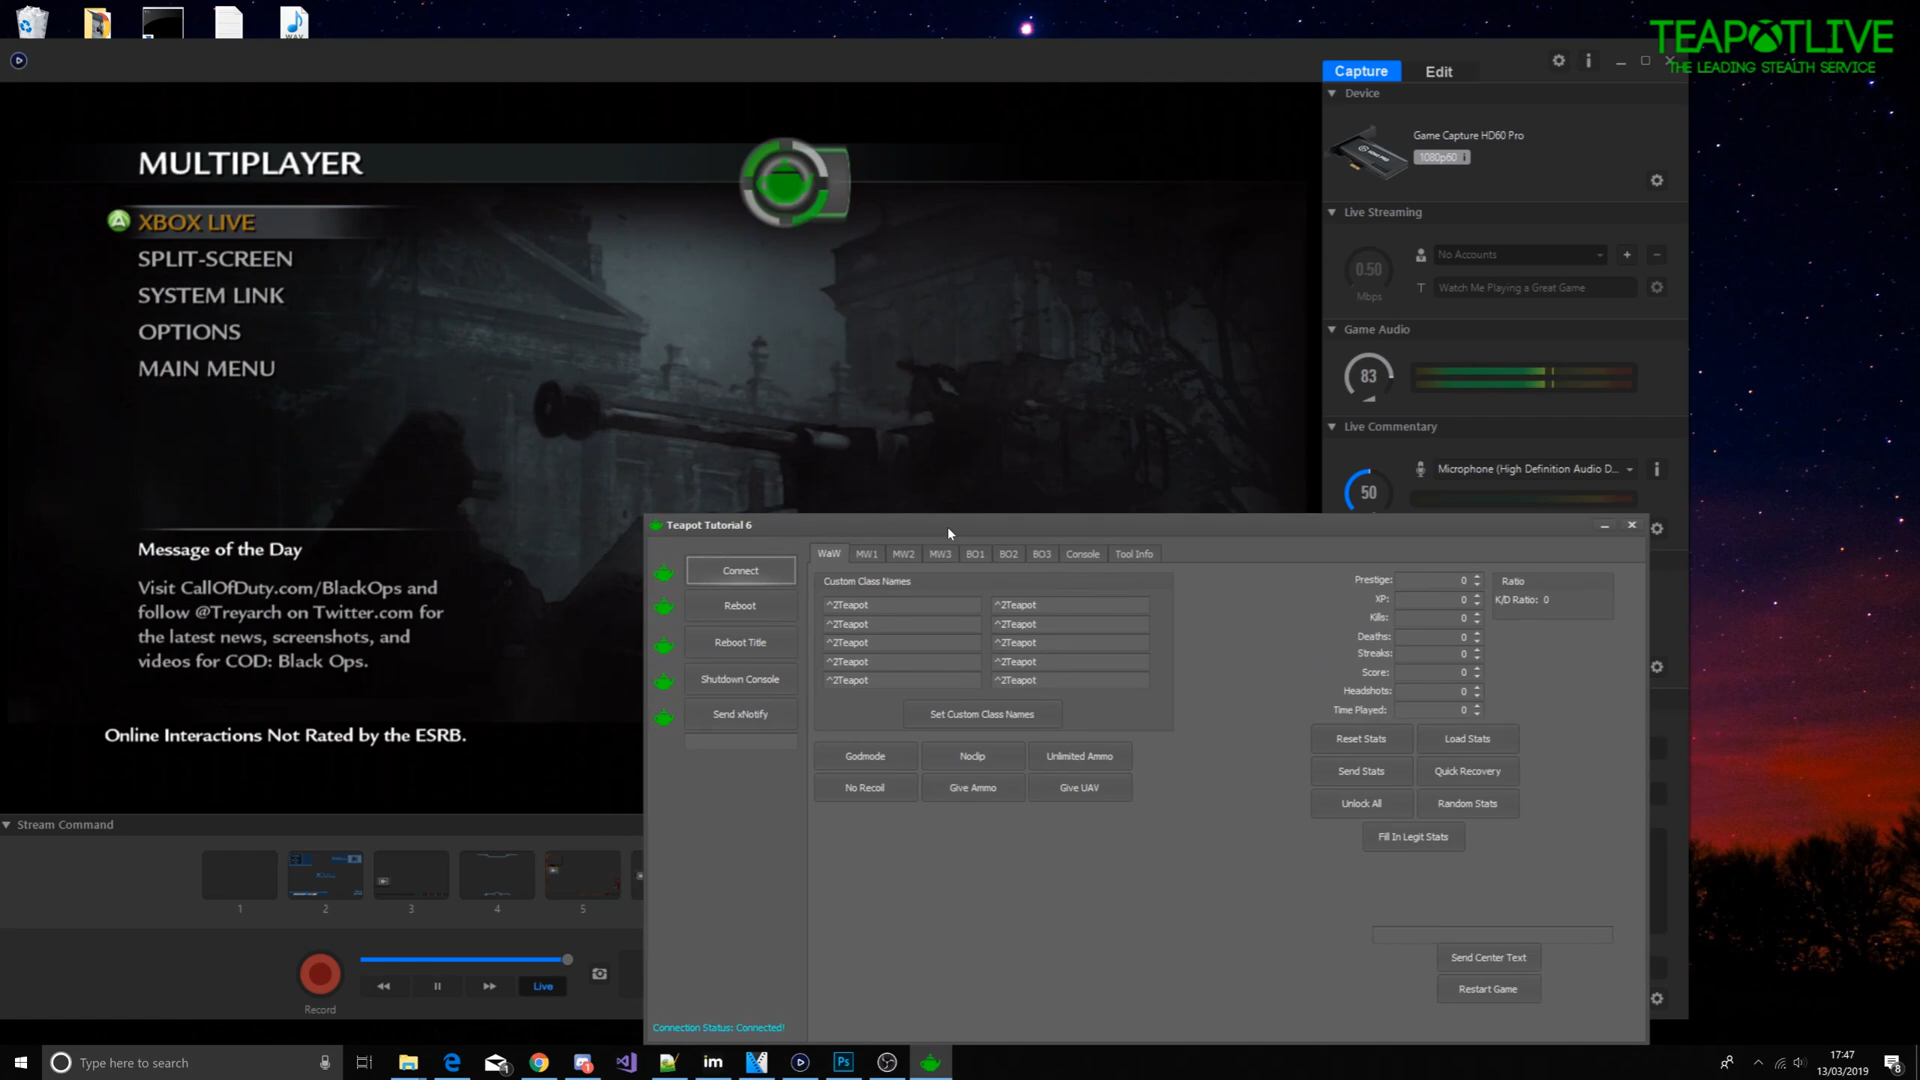 TEAPOTLIVE
THE LEADING STEALTH SERVICE
Capture
Edit
Device
Game Capture HD60 Pro
1080p60 i
Live Streaming
0.50
Mbps
No Accounts
T Watch Me Playing a Great Game
Game Audio
83
Live Commentary
Microphone (High Definition Audio D...
50
MULTIPLAYER
A XBOX LIVE
SPLIT-SCREEN
SYSTEM LINK
OPTIONS
MAIN MENU
Message of the Day
Visit CallOfDuty.com/BlackOps and
follow @Treyarch on Twitter.com for
the latest news, screenshots, and
videos for COD: Black Ops.
Online Interactions Not Rated by the ESRB.
Stream Command
1
2
3
4
5
Record
Live
Teapot Tutorial 6
Connect
Reboot
Reboot Title
Shutdown Console
Send xNotify
Connection Status: Connected!
WaW MW1 MW2 MW3 BO1 BO2 BO3 Console Tool Info
Custom Class Names
^2Teapot ^2Teapot
^2Teapot ^2Teapot
^2Teapot ^2Teapot
^2Teapot ^2Teapot
^2Teapot ^2Teapot
Set Custom Class Names
Godmode Noclip Unlimited Ammo
No Recoil Give Ammo Give UAV
Prestige: 0
XP: 0
Kills: 0
Deaths: 0
Streaks: 0
Score: 0
Headshots: 0
Time Played: 0
Ratio
K/D Ratio: 0
Reset Stats Load Stats
Send Stats Quick Recovery
Unlock All Random Stats
Fill In Legit Stats
Send Center Text
Restart Game
Type here to search
1
1
im
Ps
17:47
13/03/2019
8